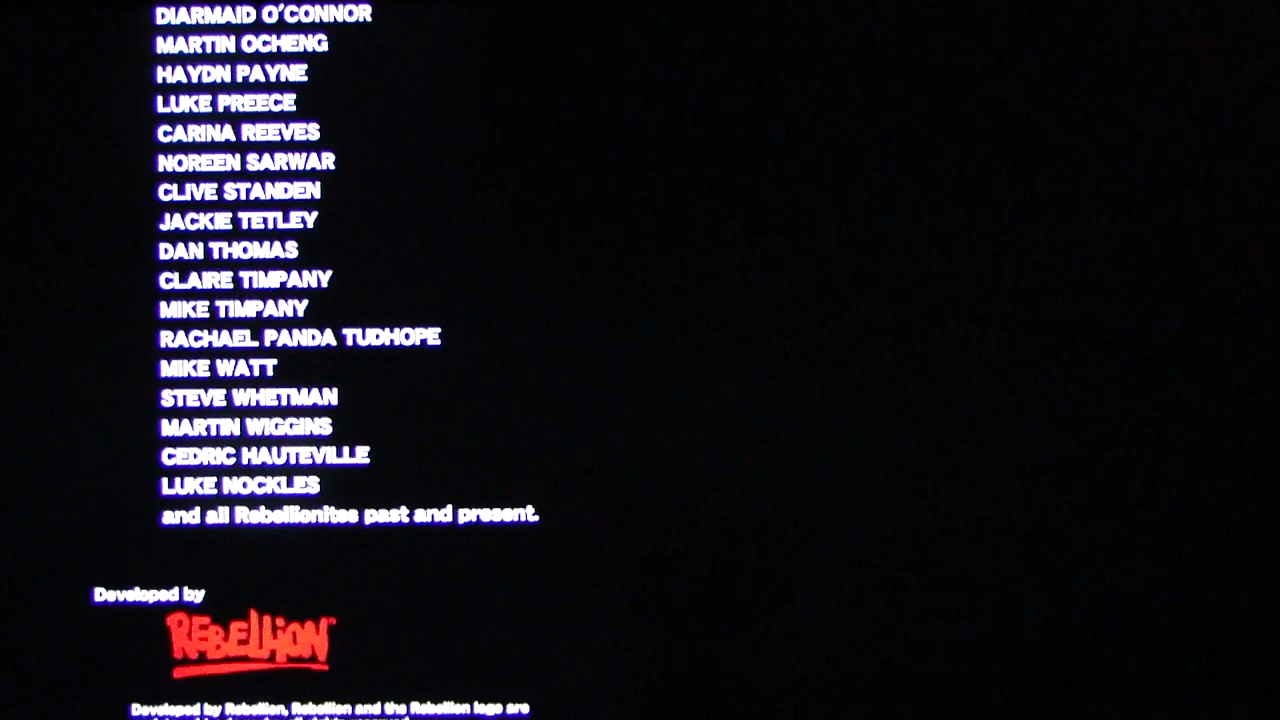 DIARMAID O'CONNOR
MARTIN OCHENG
HAYDN PAYNE
LUKE PREECE
CARINA REEVES
NOREEN SARWAR
CLIVE STANDEN
JACKIE TETLEY
DAN THOMAS
CLAIRE TIMPANY
MIKE TIMPANY
RACHAEL PANDA TUDHOPE
MIKE WATT
STEVE WHETMAN
MARTIN WIGGINS
CEDRIC HAUTEVILLE
LUKE NOCKLES
and all Rebellionites past and present.
Developed by
REBELLION
Developed by Rebellion, Rebellion and the Rebellion logo are